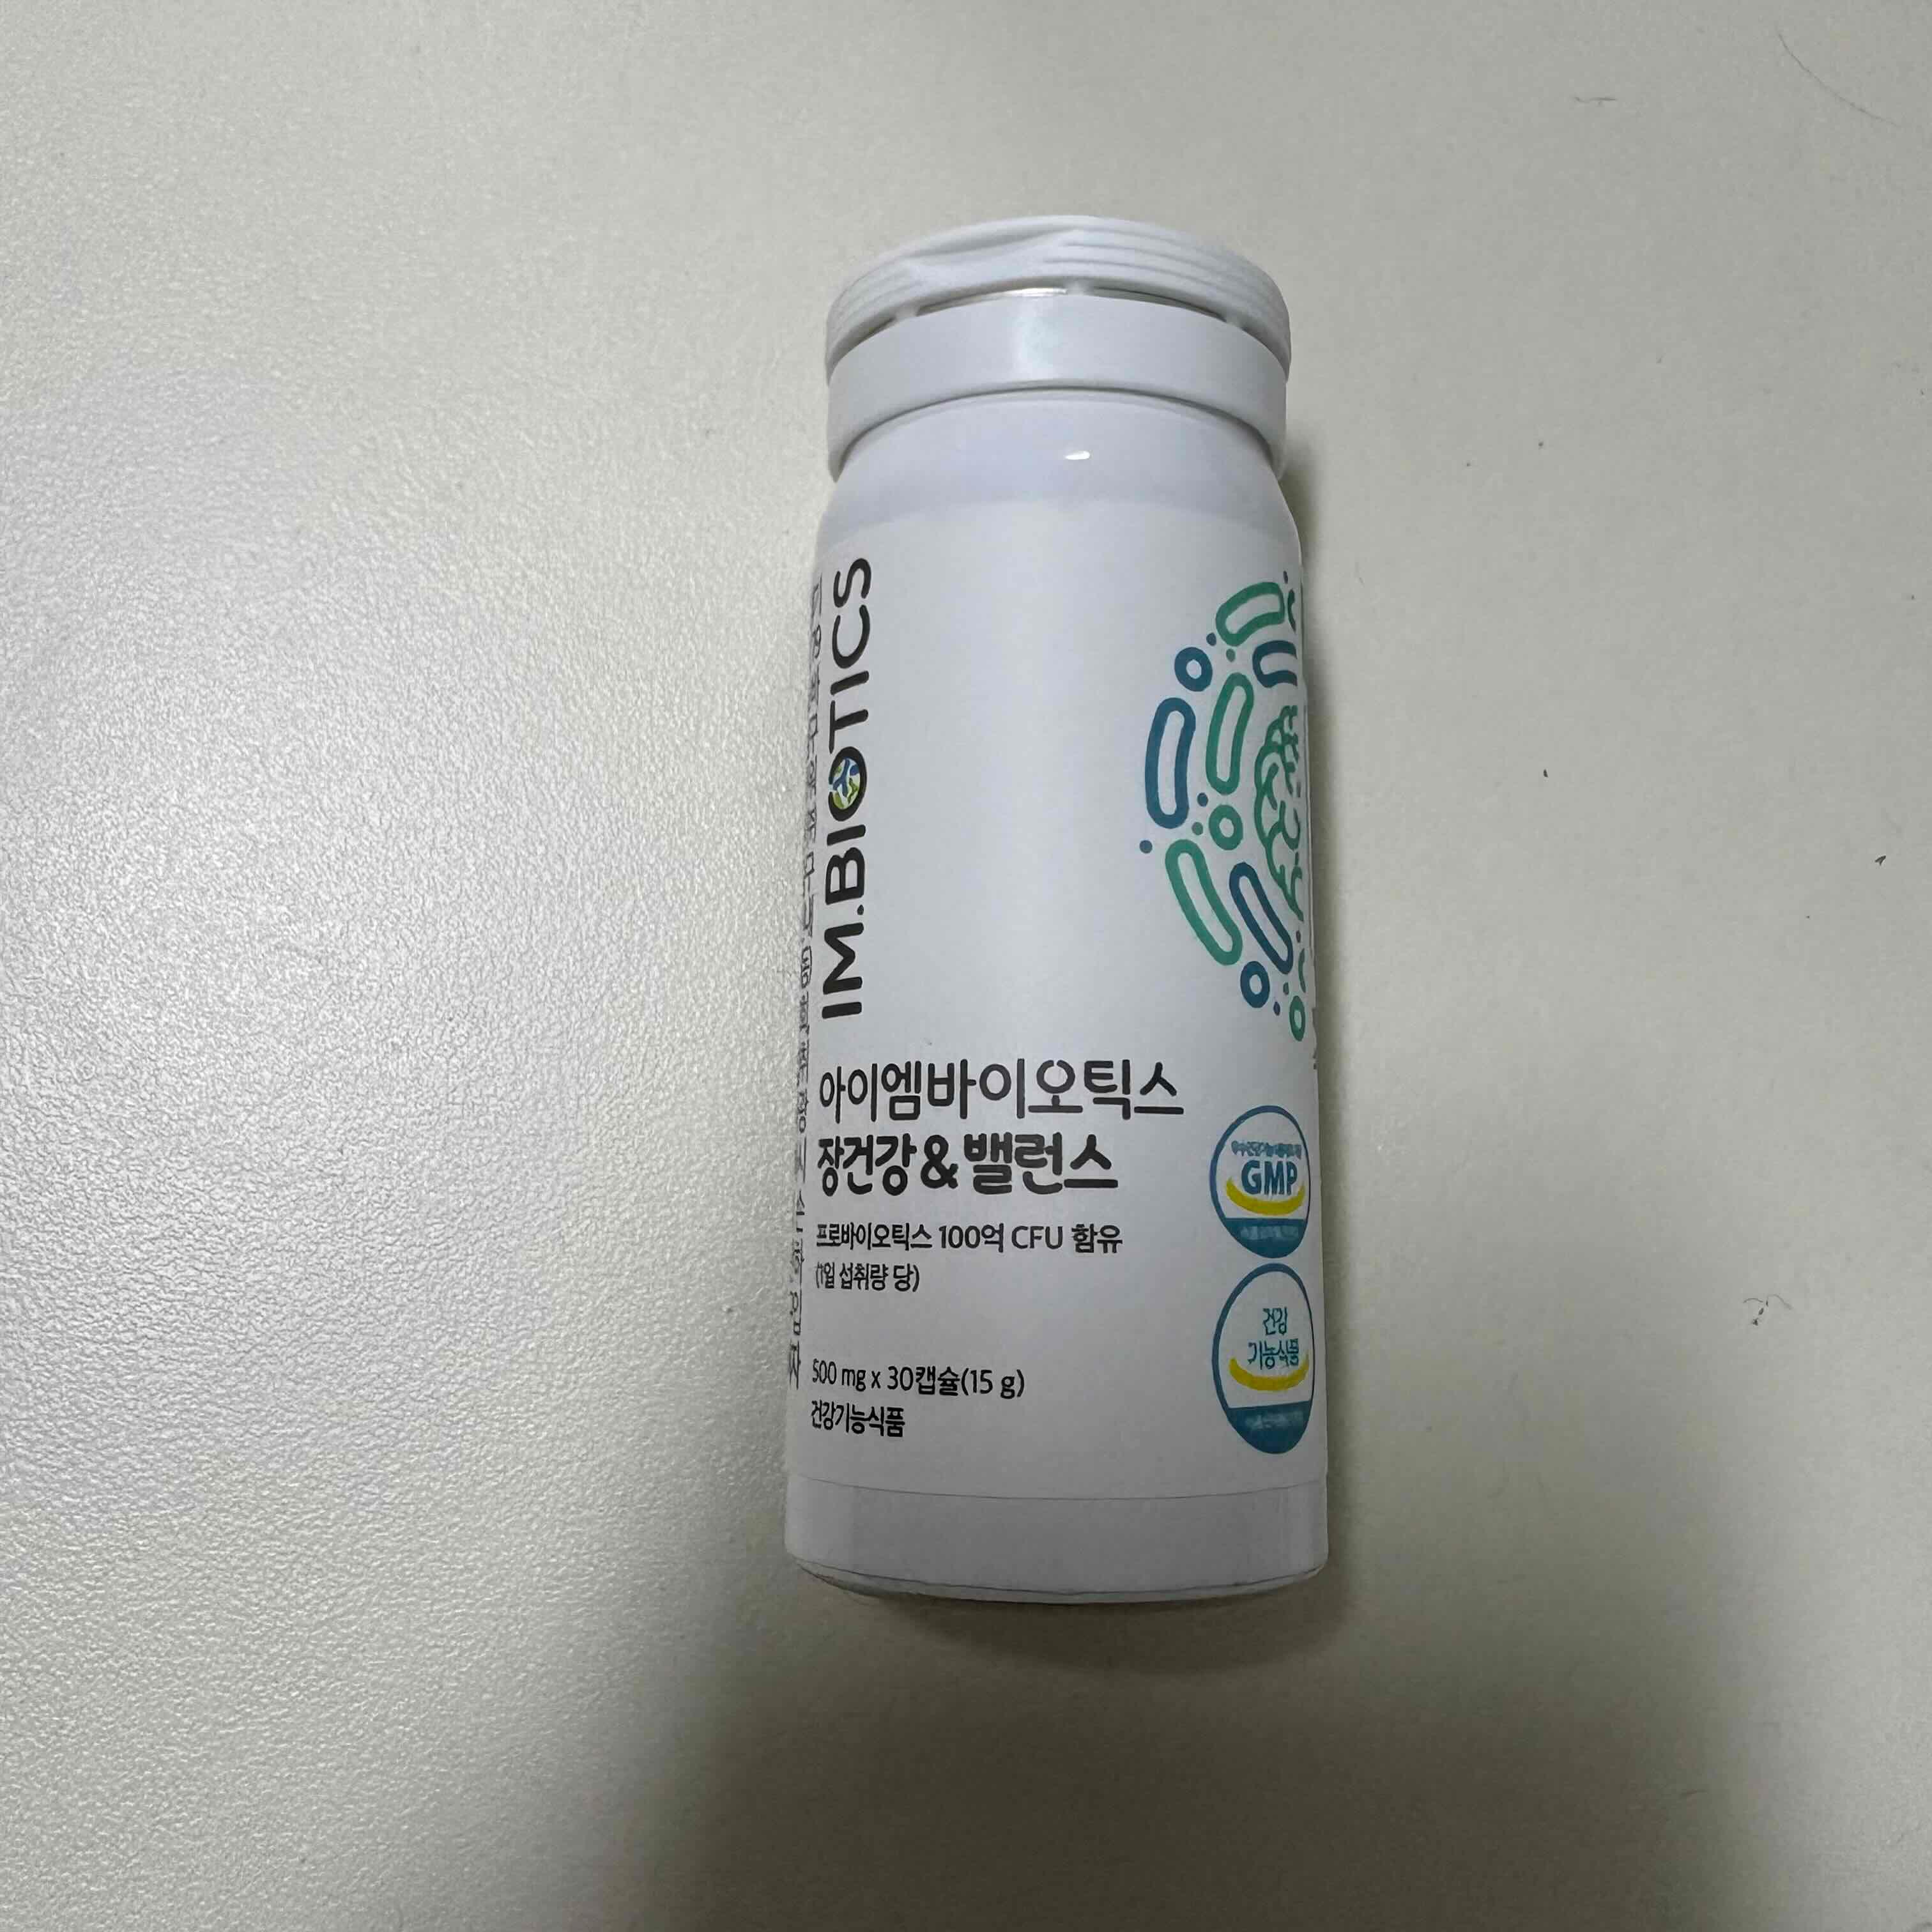 IM.BIOTICS
아이엠바이오틱스
장건강&밸런스
프로바이오틱스 100억 CFU 함유
(1일 섭취량 당)
500 mg x 30캡슐(15 g)
건강기능식품
GMP
건강
기능식품